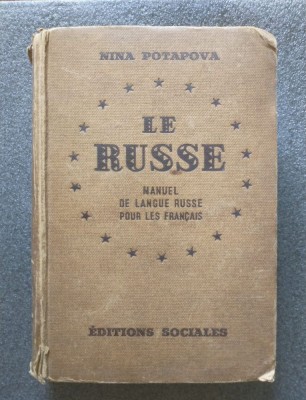 NINA POTAPOVA
LE
RUSSE
MANUEL
DE LANGUE RUSSE
POUR LES FRANÇAIS
ÉDITIONS SOCIALES